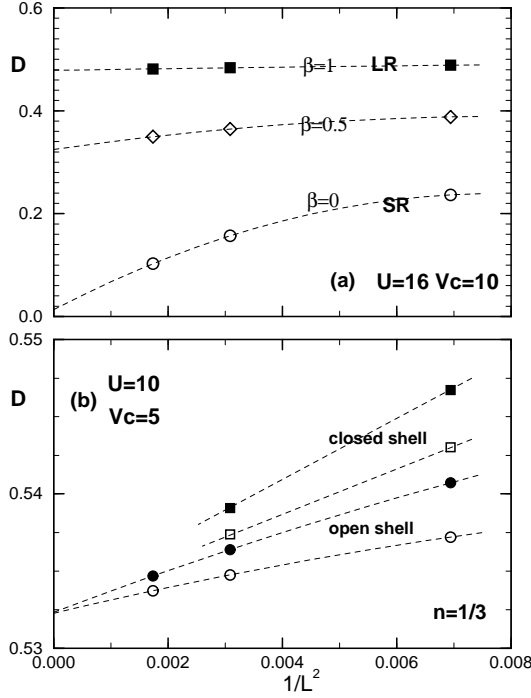 0.6
D
β=1 LR
0.4
β=0.5
β=0
0.2
SR
(a) U=16 Vc=10
0.0
0.55
D
(b) U=10
Vc=5
closed shell
0.54
open shell
n=1/3
0.53
0.000 0.002 0.004 0.006 0.008
1/L²